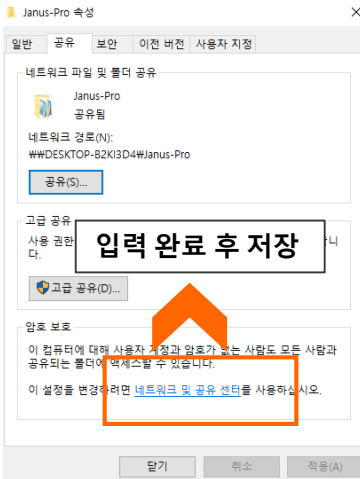 Janus-Pro 속성
일반 공유 보안 이전 버전 사용자 지정
네트워크 파일 및 폴더 공유
Janus-Pro
공유됨
네트워크 경로(N):
₩₩DESKTOP-B2KI3D4₩Janus-Pro
공유(S)...
고급 공유
사용 권한
니
다.
입력 완료 후 저장
고급 공유(D)...
암호 보호
이 컴퓨터에 대해 사용자 계정과 암호가 없는 사람도 모든 사람과
공유되는 폴더에 액세스할 수 있습니다.
이 설정을 변경하려면 네트워크 및 공유 센터를 사용하십시오.
닫기 취소 적용(A)